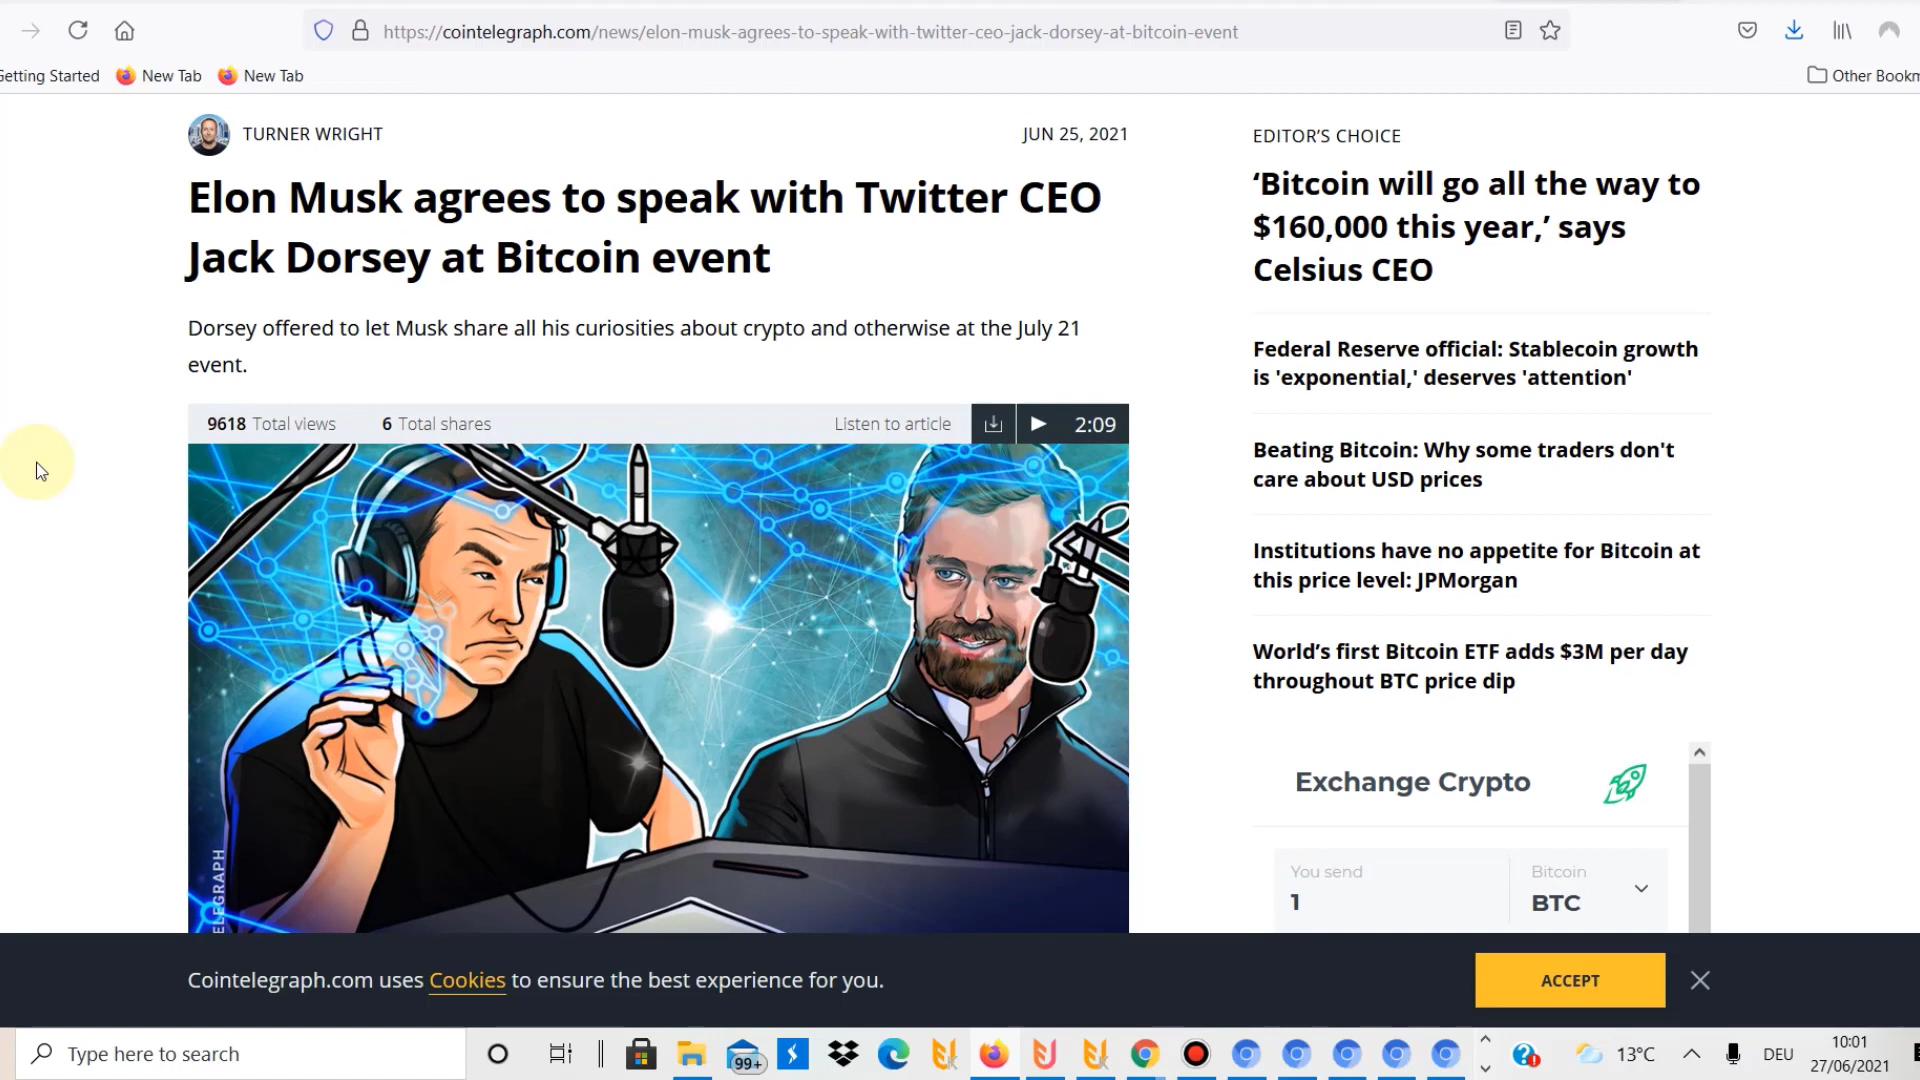 https://cointelegraph.com/news/elon-musk-agrees-to-speak-with-twitter-ceo-jack-dorsey-at-bitcoin-event
Getting Started
New Tab
New Tab
Other Bookm
TURNER WRIGHT
JUN 25, 2021
Elon Musk agrees to speak with Twitter CEO
Jack Dorsey at Bitcoin event
Dorsey offered to let Musk share all his curiosities about crypto and otherwise at the July 21
event.
9618 Total views
6 Total shares
Listen to article
2:09
ELEGRAPH
EDITOR’S CHOICE
‘Bitcoin will go all the way to
$160,000 this year,’ says
Celsius CEO
Federal Reserve official: Stablecoin growth
is 'exponential,' deserves 'attention'
Beating Bitcoin: Why some traders don't
care about USD prices
Institutions have no appetite for Bitcoin at
this price level: JPMorgan
World’s first Bitcoin ETF adds $3M per day
throughout BTC price dip
Exchange Crypto
You send
1
Bitcoin
BTC
Cointelegraph.com uses Cookies to ensure the best experience for you.
ACCEPT
Type here to search
99+
13°C
DEU
10:01
27/06/2021